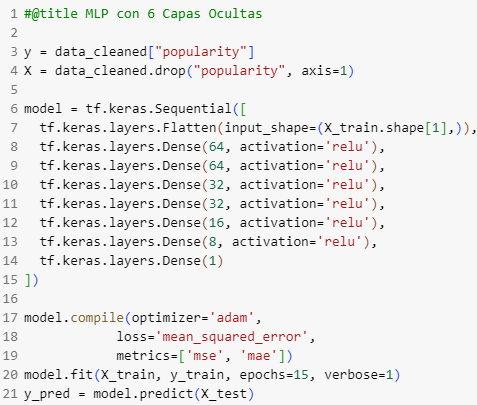 1 #@title MLP con 6 Capas Ocultas
2
3 y = data_cleaned["popularity"]
4 X = data_cleaned.drop("popularity", axis=1)
5
6 model = tf.keras.Sequential([
7   tf.keras.layers.Flatten(input_shape=(X_train.shape[1],)),
8   tf.keras.layers.Dense(64, activation='relu'),
9   tf.keras.layers.Dense(64, activation='relu'),
10   tf.keras.layers.Dense(32, activation='relu'),
11   tf.keras.layers.Dense(32, activation='relu'),
12   tf.keras.layers.Dense(16, activation='relu'),
13   tf.keras.layers.Dense(8, activation='relu'),
14   tf.keras.layers.Dense(1)
15 ])
16
17 model.compile(optimizer='adam',
18             loss='mean_squared_error',
19             metrics=['mse', 'mae'])
20 model.fit(X_train, y_train, epochs=15, verbose=1)
21 y_pred = model.predict(X_test)